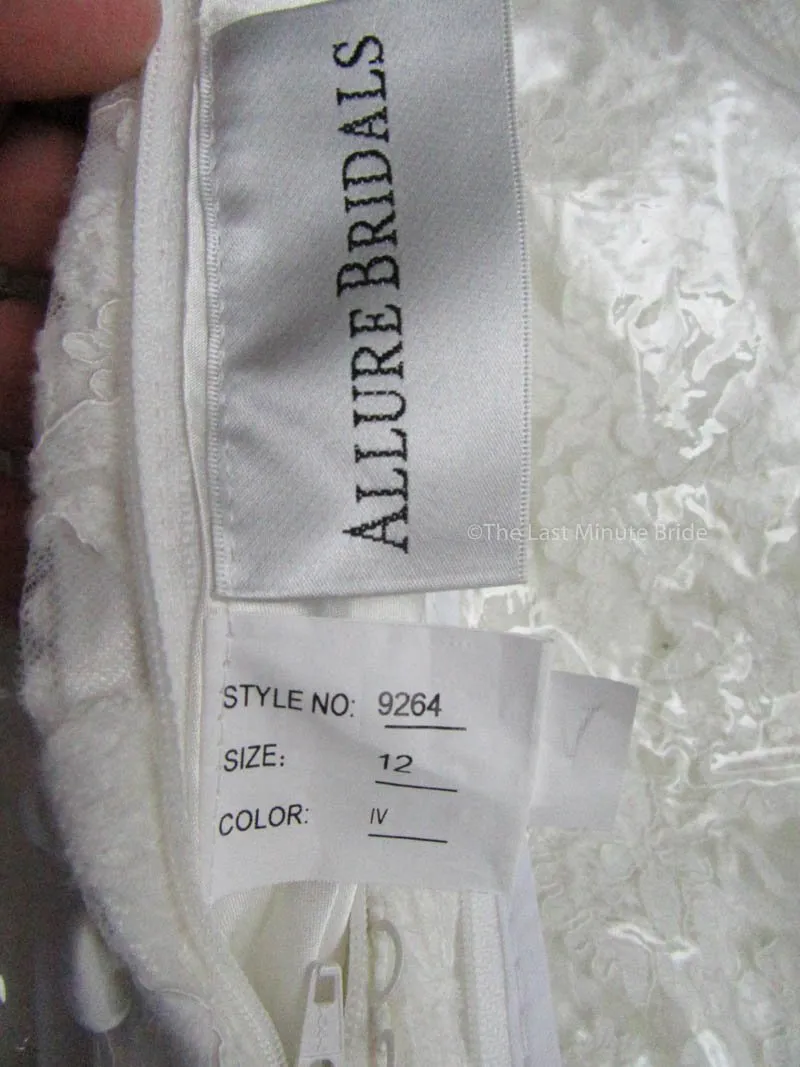 ALLURE BRIDALS
©The Last Minute Bride
STYLE NO: 9264
SIZE: 12
COLOR: IV